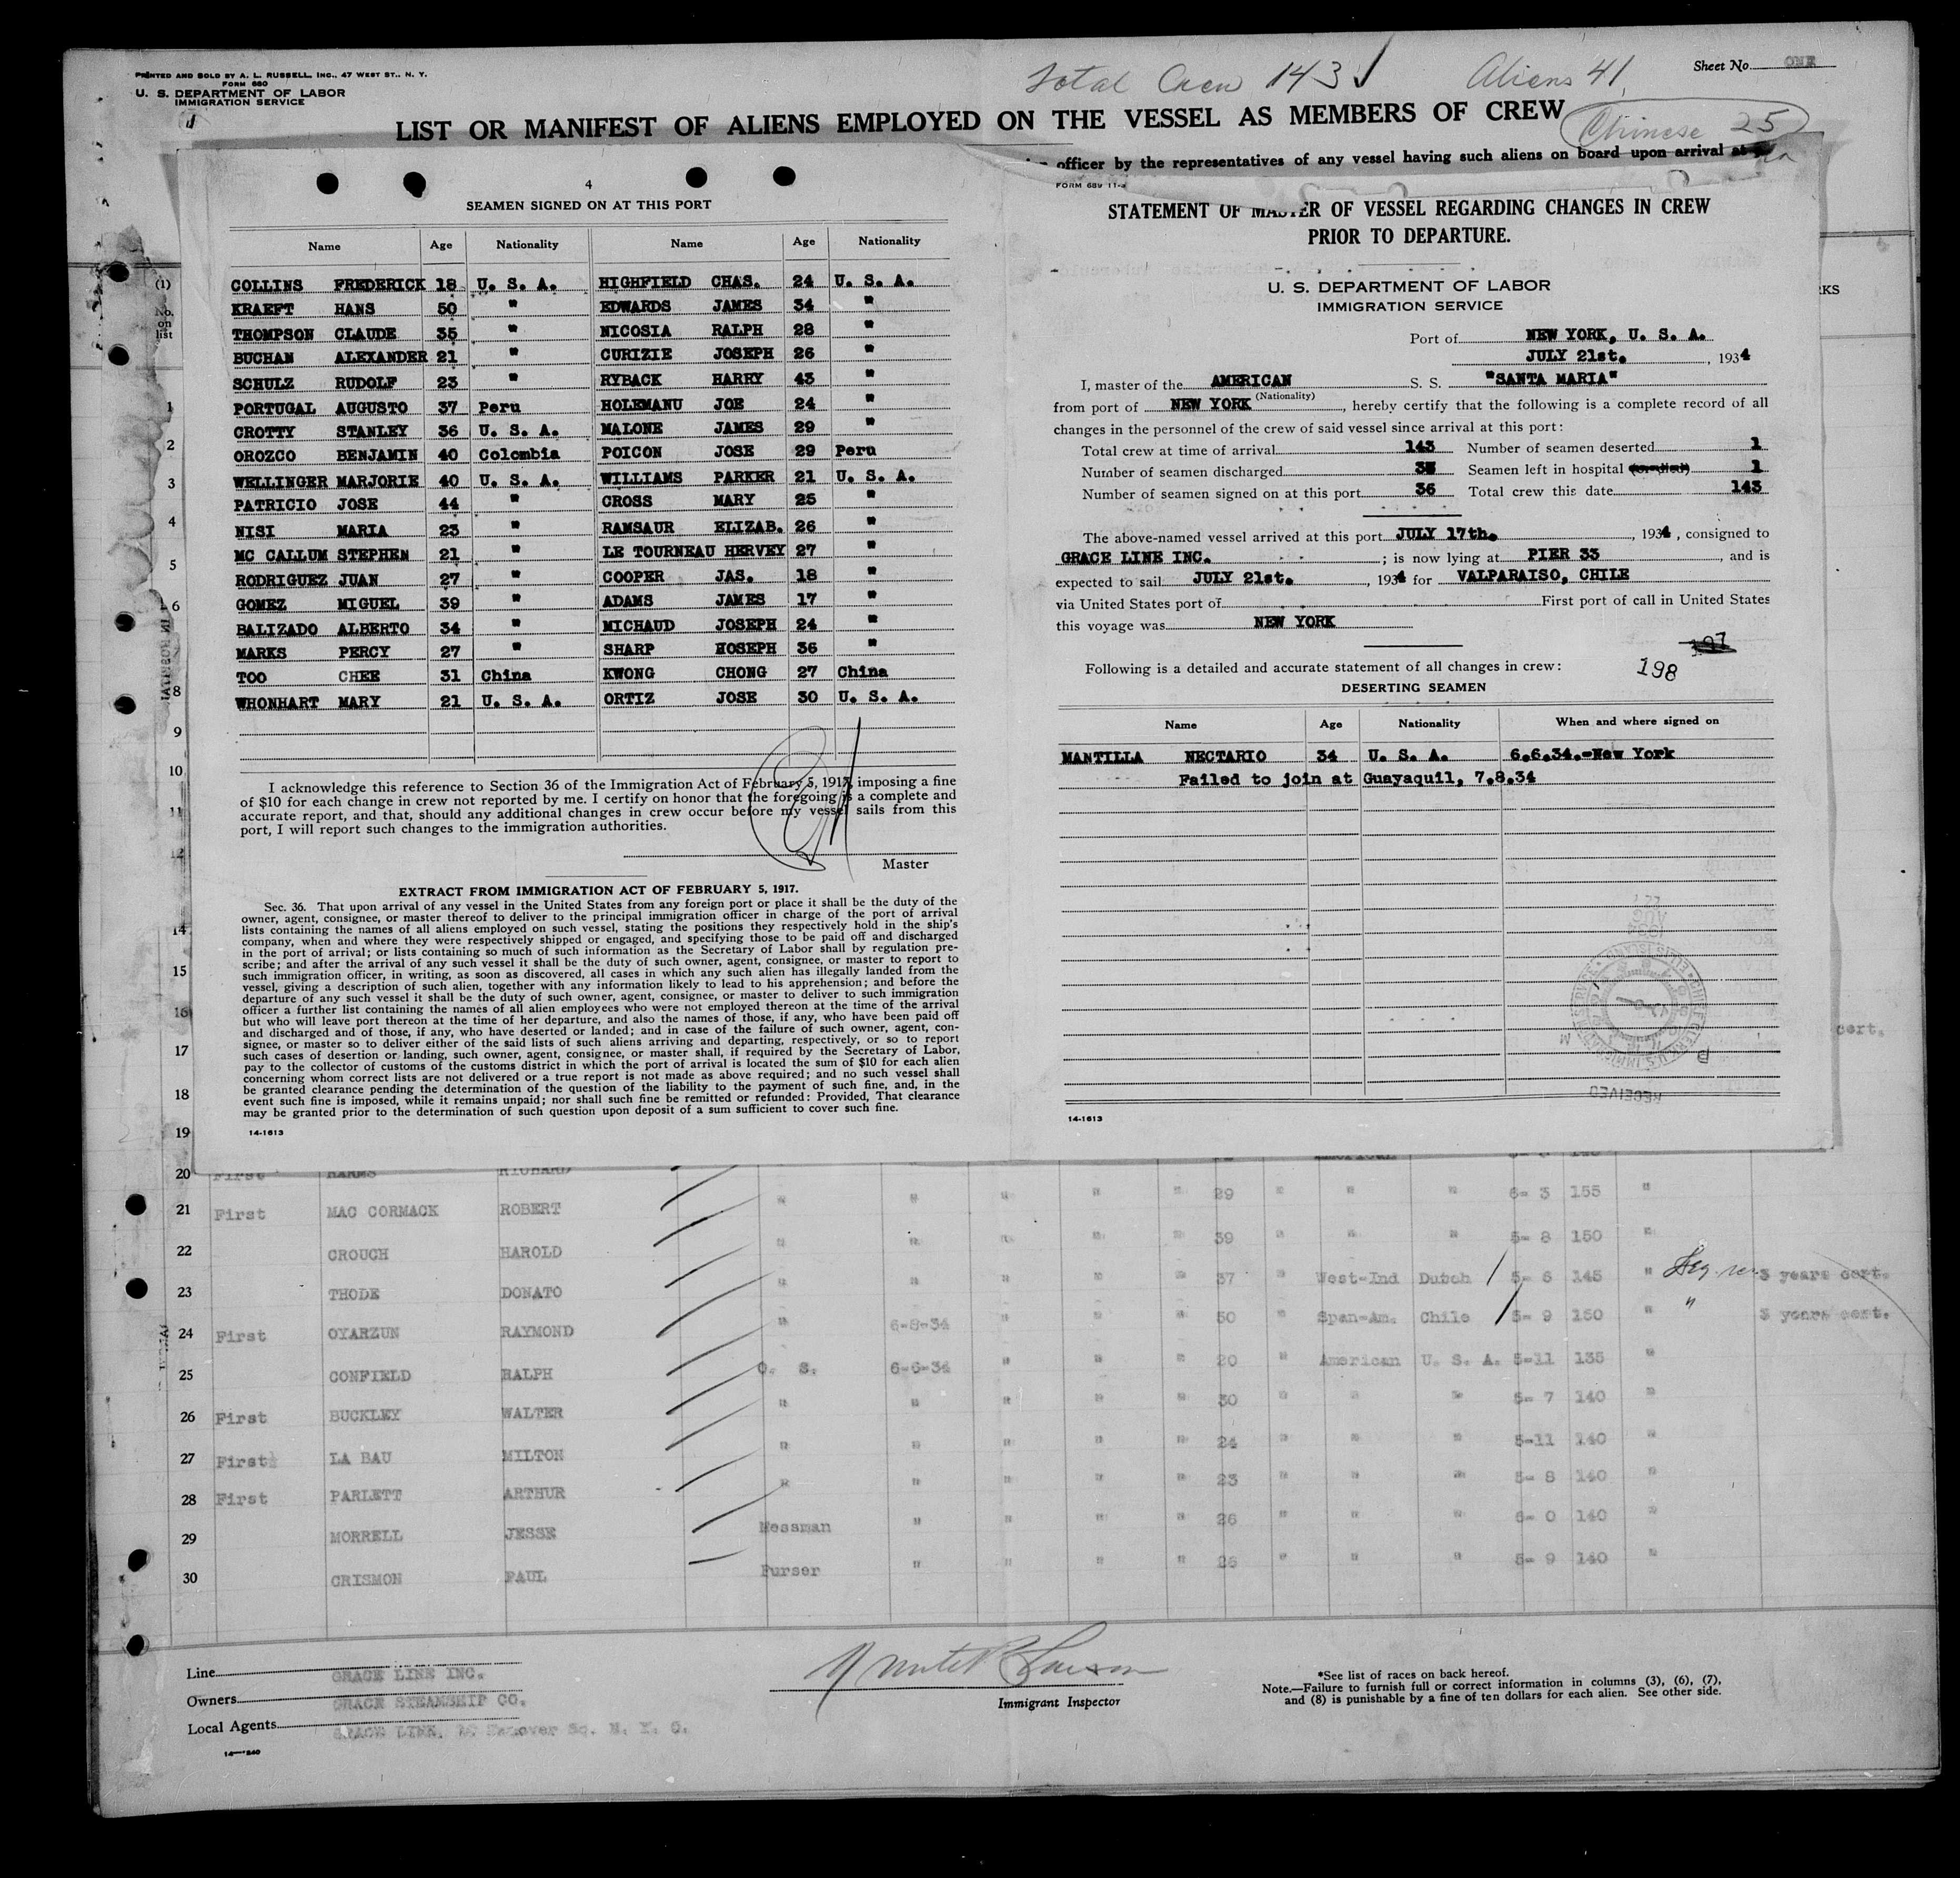 PRINTED AND SOLD BY A. L. RUSSELL, INC., 47 WEST ST., N. Y.
FORM 680
U. S. DEPARTMENT OF LABOR
IMMIGRATION SERVICE
Total Crew 143
Aliens 41
Sheet No. ONE
LIST OR MANIFEST OF ALIENS EMPLOYED ON THE VESSEL AS MEMBERS OF CREW
Chinese 25
officer by the representatives of any vessel having such aliens on board upon arrival at
4
SEAMEN SIGNED ON AT THIS PORT
Name Age Nationality Name Age Nationality
COLLINS FREDERICK 18 U. S. A. HIGHFIELD CHAS. 24 U. S. A.
KRAEFT HANS 50 " EDWARDS JAMES 34 "
THOMPSON CLAUDE 35 " NICOSIA RALPH 28 "
BUCHAN ALEXANDER 21 " CURIZIE JOSEPH 26 "
SCHULZ RUDOLF 23 " RYBACK HARRY 43 "
PORTUGAL AUGUSTO 37 Peru HOLEMANU JOE 24 "
CROTTY STANLEY 36 U. S. A. MALONE JAMES 29 "
OROZCO BENJAMIN 40 Colombia POICON JOSE 29 Peru
WELLINGER MARJORIE 40 U. S. A. WILLIAMS PARKER 21 U. S. A.
PATRICIO JOSE 44 " CROSS MARY 25 "
NISI MARIA 23 " RAMSAUR ELIZAB. 26 "
MC CALLUM STEPHEN 21 " LE TOURNEAU HERVEY 27 "
RODRIGUEZ JUAN 27 " COOPER JAS. 18 "
GOMEZ MIGUEL 39 " ADAMS JAMES 17 "
BALIZADO ALBERTO 34 " MICHAUD JOSEPH 24 "
MARKS PERCY 27 " SHARP HOSEPH 36 "
TOO CHEE 31 China KWONG CHONG 27 China
WHONHART MARY 21 U. S. A. ORTIZ JOSE 30 U. S. A.
I acknowledge this reference to Section 36 of the Immigration Act of February 5, 1917, imposing a fine
of $10 for each change in crew not reported by me. I certify on honor that the foregoing is a complete and
accurate report, and that, should any additional changes in crew occur before my vessel sails from this
port, I will report such changes to the immigration authorities.
Master
EXTRACT FROM IMMIGRATION ACT OF FEBRUARY 5, 1917.
Sec. 36. That upon arrival of any vessel in the United States from any foreign port or place it shall be the duty of the
owner, agent, consignee, or master thereof to deliver to the principal immigration officer in charge of the port of arrival
lists containing the names of all aliens employed on such vessel, stating the positions they respectively hold in the ship's
company, when and where they were respectively shipped or engaged, and specifying those to be paid off and discharged
in the port of arrival; or lists containing so much of such information as the Secretary of Labor shall by regulation pre-
scribe; and after the arrival of any such vessel it shall be the duty of such owner, agent, consignee, or master to report to
such immigration officer, in writing, as soon as discovered, all cases in which any such alien has illegally landed from the
vessel, giving a description of such alien, together with any information likely to lead to his apprehension; and before the
departure of any such vessel it shall be the duty of such owner, agent, consignee, or master to deliver to such immigration
officer a further list containing the names of all alien employees who were not employed thereon at the time of the arrival
but who will leave port thereon at the time of her departure, and also the names of those, if any, who have been paid off
and discharged and of those, if any, who have deserted or landed; and in case of the failure of such owner, agent, con-
signee, or master so to deliver either of the said lists of such aliens arriving and departing, respectively, or so to report
such cases of desertion or landing, such owner, agent, consignee, or master shall, if required by the Secretary of Labor,
pay to the collector of customs of the customs district in which the port of arrival is located the sum of $10 for each alien
concerning whom correct lists are not delivered or a true report is not made as above required; and no such vessel shall
be granted clearance pending the determination of the question of the liability to the payment of such fine, and, in the
event such fine is imposed, while it remains unpaid; nor shall such fine be remitted or refunded: Provided, That clearance
may be granted prior to the determination of such question upon deposit of a sum sufficient to cover such fine.
14-1613
FORM 689
STATEMENT OF MASTER OF VESSEL REGARDING CHANGES IN CREW
PRIOR TO DEPARTURE.
U. S. DEPARTMENT OF LABOR
IMMIGRATION SERVICE
Port of NEW YORK, U. S. A.
JULY 21st., 1934
I, master of the AMERICAN S. S. "SANTA MARIA"
(Nationality)
from port of NEW YORK, hereby certify that the following is a complete record of all
changes in the personnel of the crew of said vessel since arrival at this port:
Total crew at time of arrival 143 Number of seamen deserted 1
Number of seamen discharged Seamen left in hospital 1
Number of seamen signed on at this port 36 Total crew this date 143
The above-named vessel arrived at this port JULY 17th., 1934, consigned to
GRACE LINE INC.; is now lying at PIER 33, and is
expected to sail JULY 21st., 1934 for VALPARAISO, CHILE
via United States port of First port of call in United States
this voyage was NEW YORK
197
Following is a detailed and accurate statement of all changes in crew: 198
DESERTING SEAMEN
Name Age Nationality When and where signed on
MANTILLA NECTARIO 34 U. S. A. 6.6.34.-New York
Failed to join at Guayaquil, 7.8.34
14-1613
RECEIVED
(1)
No.
on
list
RKS
1
2
3
4
5
6
8
9
10
11
12
14
15
16
17
cert.
18
19
20 First HARMS RICHARD
21 First MAC CORMACK ROBERT " " " " " 29 " " " 6- 3 155 "
22 CROUCH HAROLD " " " " " 39 " " " 5- 8 150 "
23 THODE DONATO " " " " " 37 " West-Ind Dutch 5- 6 145 " 3 years cert.
24 First OYARZUN RAYMOND " 6-8-34 " " " 50 " Span-Am. Chile 5- 9 150 " " 3 years cert.
25 CONFIELD RALPH O. S. 6-6-34 " " " 20 " American U. S. A. 5-11 135 "
26 First BUCKLEY WALTER " " " " " 30 " " " 5- 7 140 "
27 First LA BAU MILTON " " " " " 24 " " " 5-11 140 "
28 First PARLETT ARTHUR " " " " " 23 " " " 5- 8 140 "
29 MORRELL JESSE Messman " " " " 26 " " " 6- 0 140 "
30 CRISMON PAUL Purser " " " " 26 " " " 5- 9 140 "
Line GRACE LINE INC.
Owners GRACE STEAMSHIP CO.
Local Agents GRACE LINE, 10 Hanover Sq. N. Y. C.
Immigrant Inspector
*See list of races on back hereof.
Note.—Failure to furnish full or correct information in columns (3), (6), (7),
and (8) is punishable by a fine of ten dollars for each alien. See other side.